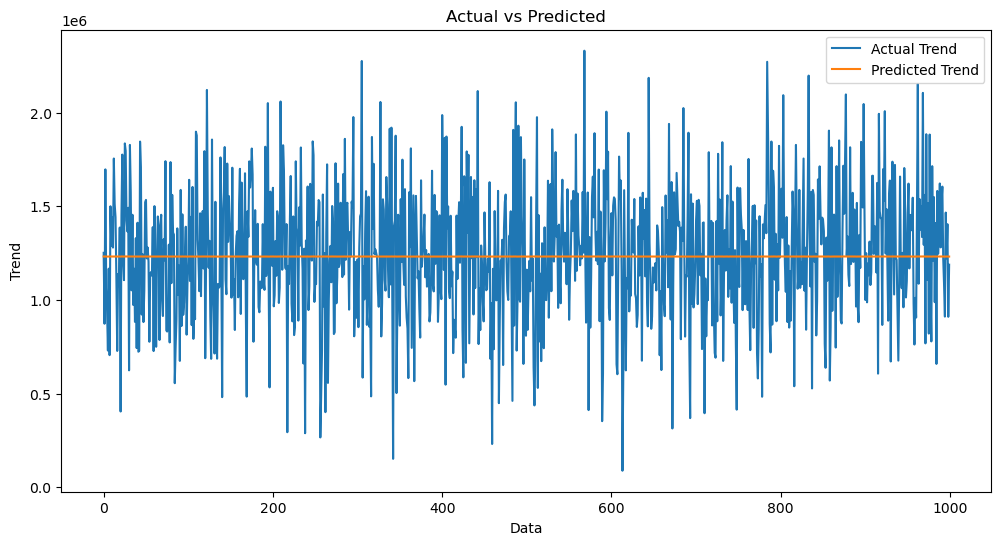 Actual vs Predicted
1e6
Actual Trend
Predicted Trend
2.0
1.5
1.0
0.5
0.0
Trend
0 200 400 600 800 1000
Data